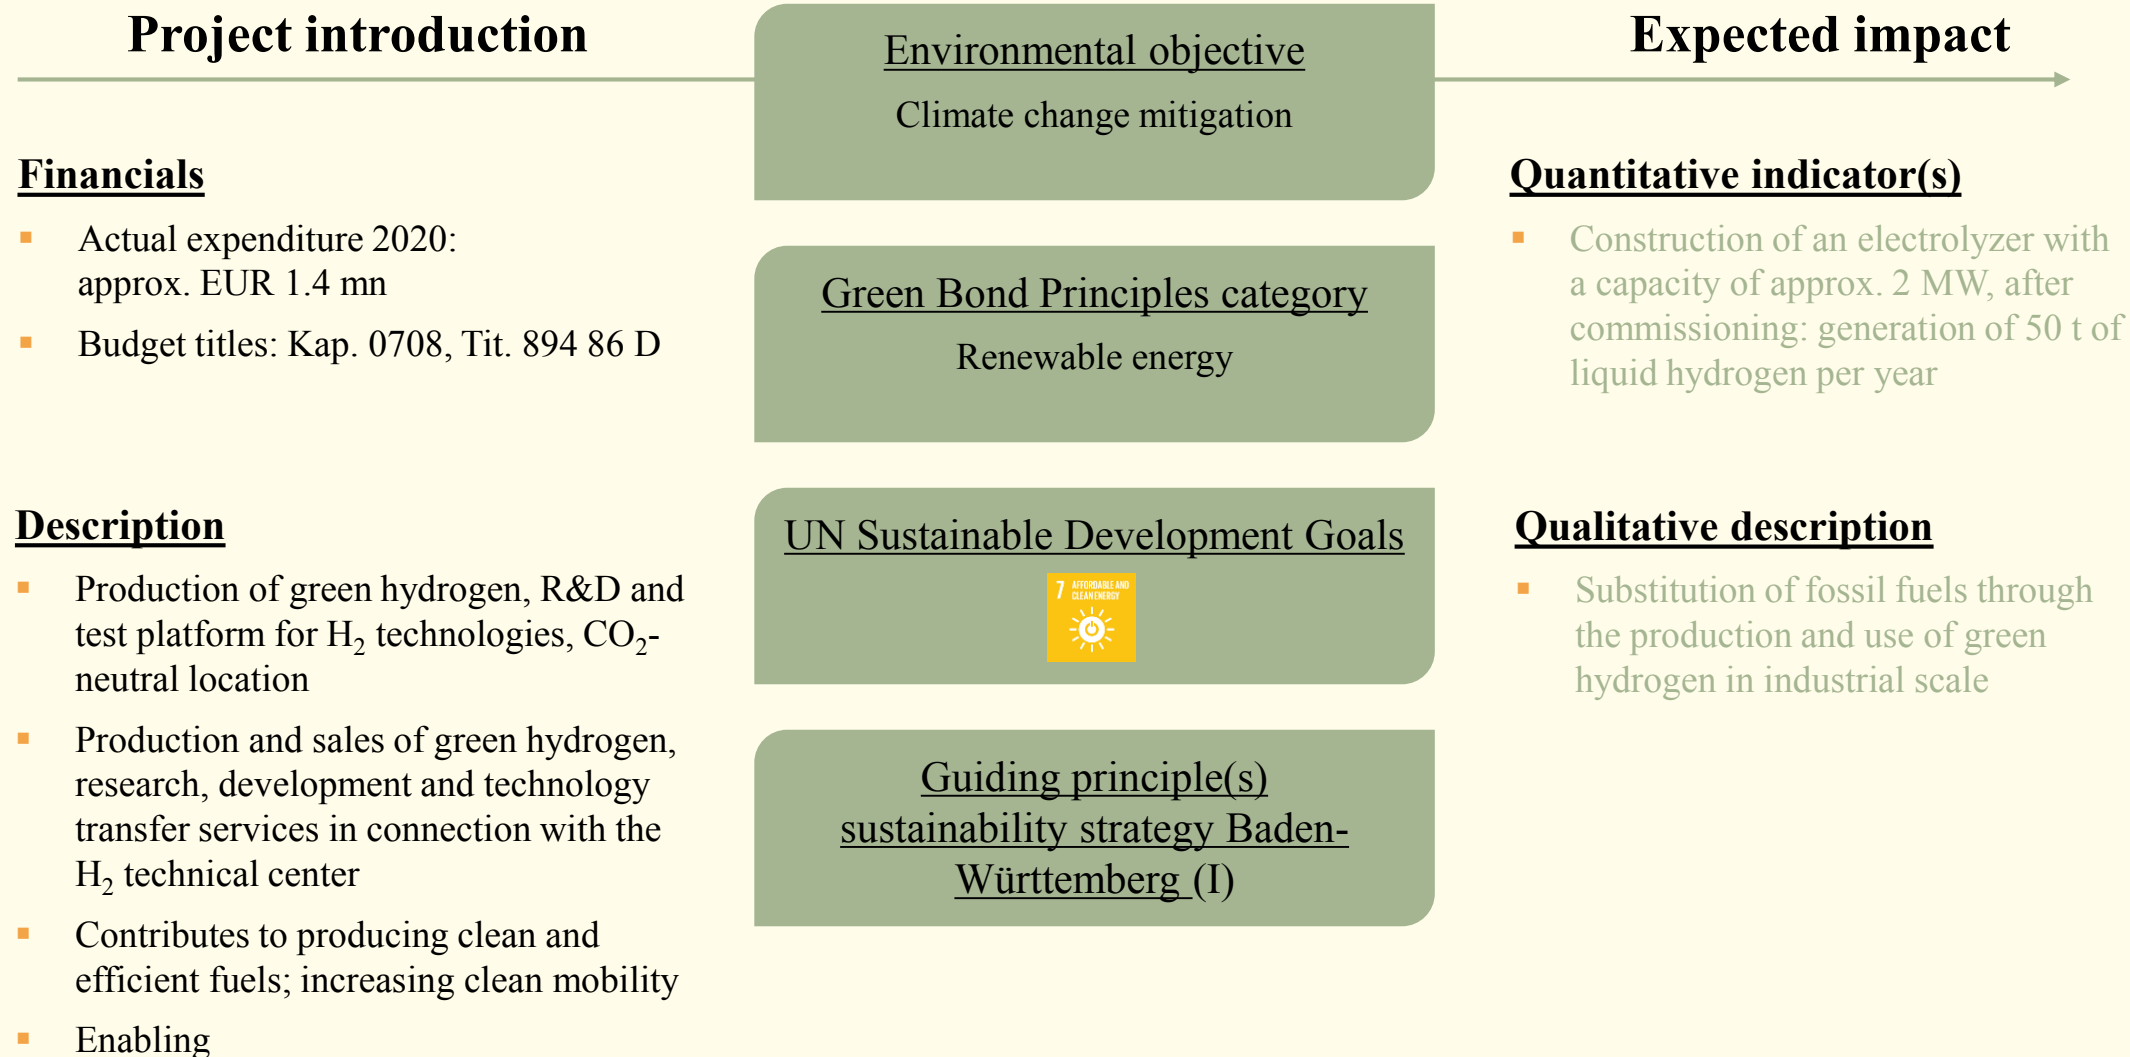 Project introduction
Financials
Actual expenditure 2020:
approx. EUR 1.4 mn
Budget titles: Kap. 0708, Tit. 894 86 D
Description
Production of green hydrogen, R&D and
test platform for H₂ technologies, CO₂-
neutral location
Production and sales of green hydrogen,
research, development and technology
transfer services in connection with the
H₂ technical center
Contributes to producing clean and
efficient fuels; increasing clean mobility
Enabling
Environmental objective
Climate change mitigation
Green Bond Principles category
Renewable energy
UN Sustainable Development Goals
7 AFFORDABLE AND
CLEAN ENERGY
Guiding principle(s)
sustainability strategy Baden-
Württemberg (I)
Expected impact
Quantitative indicator(s)
Construction of an electrolyzer with
a capacity of approx. 2 MW, after
commissioning: generation of 50 t of
liquid hydrogen per year
Qualitative description
Substitution of fossil fuels through
the production and use of green
hydrogen in industrial scale